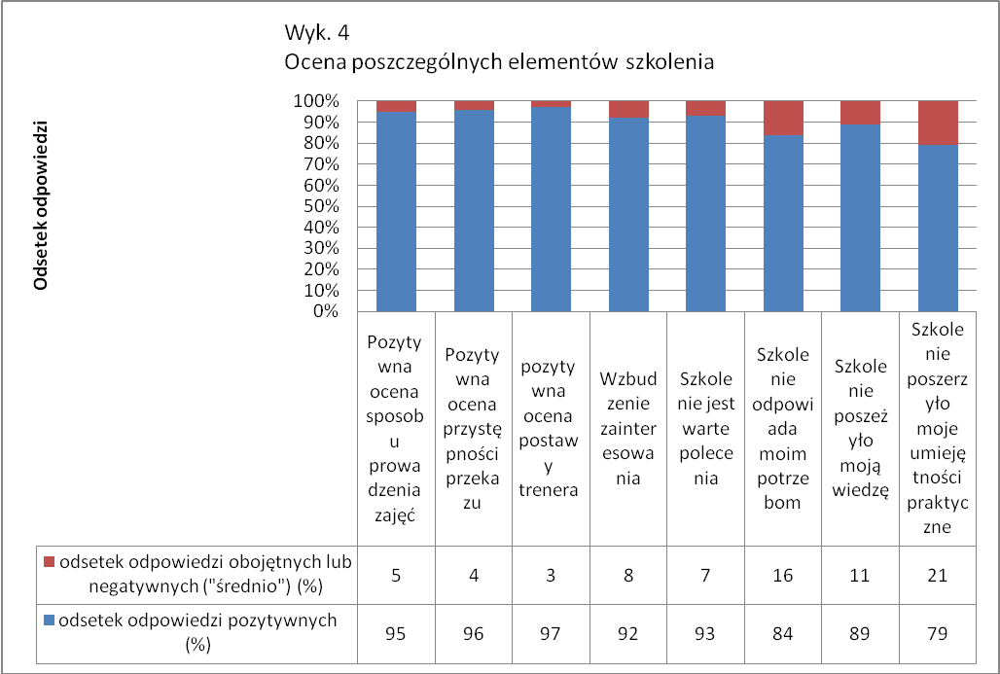 Wyk. 4
Ocena poszczególnych elementów szkolenia
Odsetek odpowiedzi
100%
90%
80%
70%
60%
50%
40%
30%
20%
10%
0%
Pozyty
wna
ocena
sposob
u
prowa
dzenia
zajęć
Pozyty
wna
ocena
przystę
pności
przeka
zu
pozyty
wna
ocena
postaw
y
trenera
Wzbud
zenie
zainter
esowa
nia
Szkole
nie jest
warte
polece
nia
Szkole
nie
odpowi
ada
moim
potrze
bom
Szkole
nie
poszeż
yło
moją
wiedzę
Szkole
nie
poszerz
yło
moje
umieję
tności
praktyc
zne
odsetek odpowiedzi obojętnych lub
negatywnych ("średnio") (%)
5 4 3 8 7 16 11 21
odsetek odpowiedzi pozytywnych
(%)
95 96 97 92 93 84 89 79